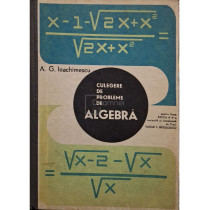 x-1-√2x+x²
√2x+x²
=
A. G. Ioachimescu
CULEGERE
DE
PROBLEME
DE
ALGEBRĂ
=
√x-2-√x
√x